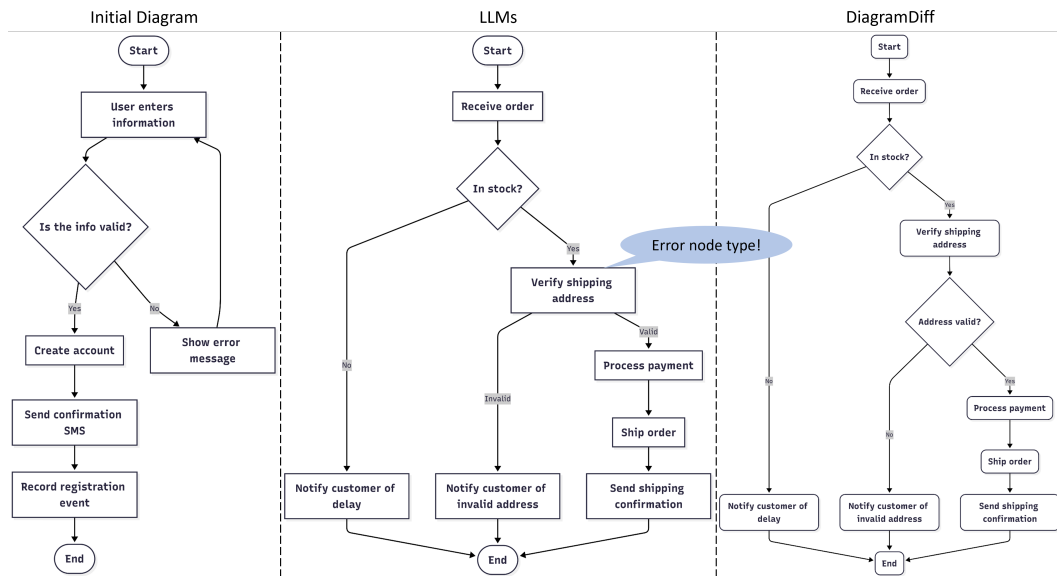 Initial Diagram
Start
User enters
information
Is the info valid?
Yes
No
Create account
Show error
message
Send confirmation
SMS
Record registration
event
End
LLMs
Start
Receive order
In stock?
Yes
Error node type!
Verify shipping
address
Valid
No
Process payment
Invalid
Ship order
Notify customer of
delay
Notify customer of
invalid address
Send shipping
confirmation
End
DiagramDiff
Start
Receive order
In stock?
Yes
Verify shipping
address
Address valid?
No
Yes
Process payment
No
Ship order
Notify customer of
delay
Notify customer of
invalid address
Send shipping
confirmation
End